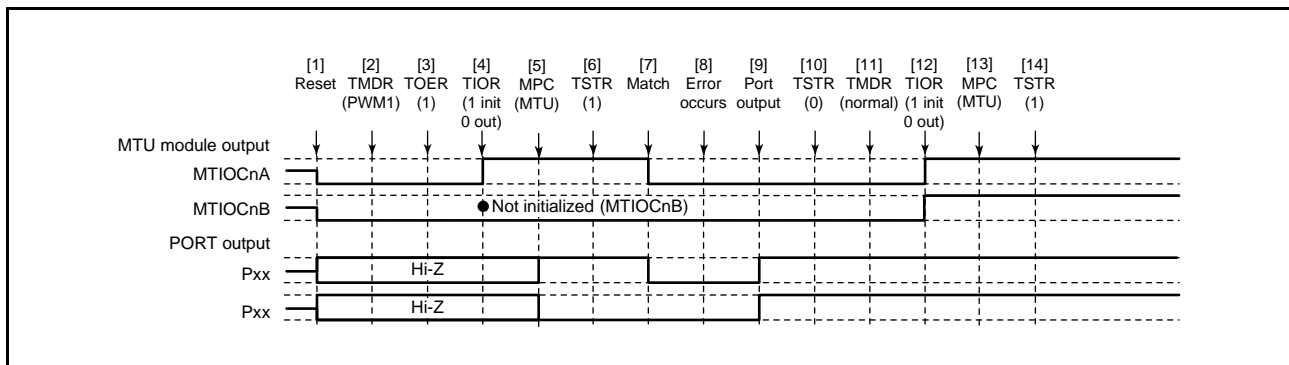 [1] [2] [3] [4] [5] [6] [7] [8] [9] [10] [11] [12] [13] [14]
Reset TMDR TOER TIOR MPC TSTR Match Error Port TSTR TMDR TIOR MPC TSTR
(PWM1) (1) (1 init (MTU) (1) occurs output (0) (normal) (1 init (MTU) (1)
0 out) 0 out)
MTU module output
MTIOCnA
MTIOCnB Not initialized (MTIOCnB)
PORT output
Pxx Hi-Z
Pxx Hi-Z